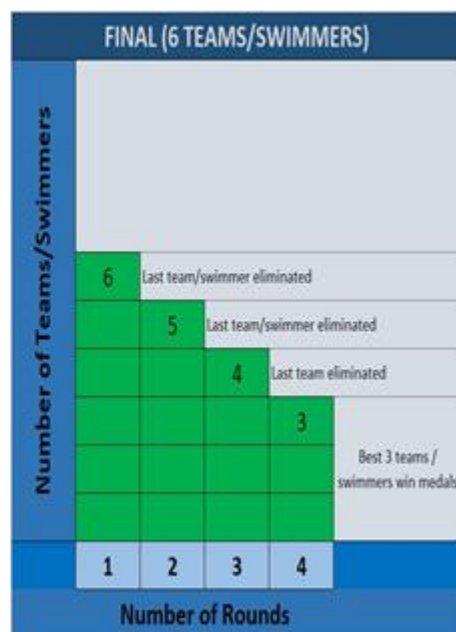 FINAL (6 TEAMS/SWIMMERS)
Number of Teams/Swimmers
6 Last team/swimmer eliminated
5 Last team/swimmer eliminated
4 Last team eliminated
3
Best 3 teams /
swimmers win medals
1 2 3 4
Number of Rounds